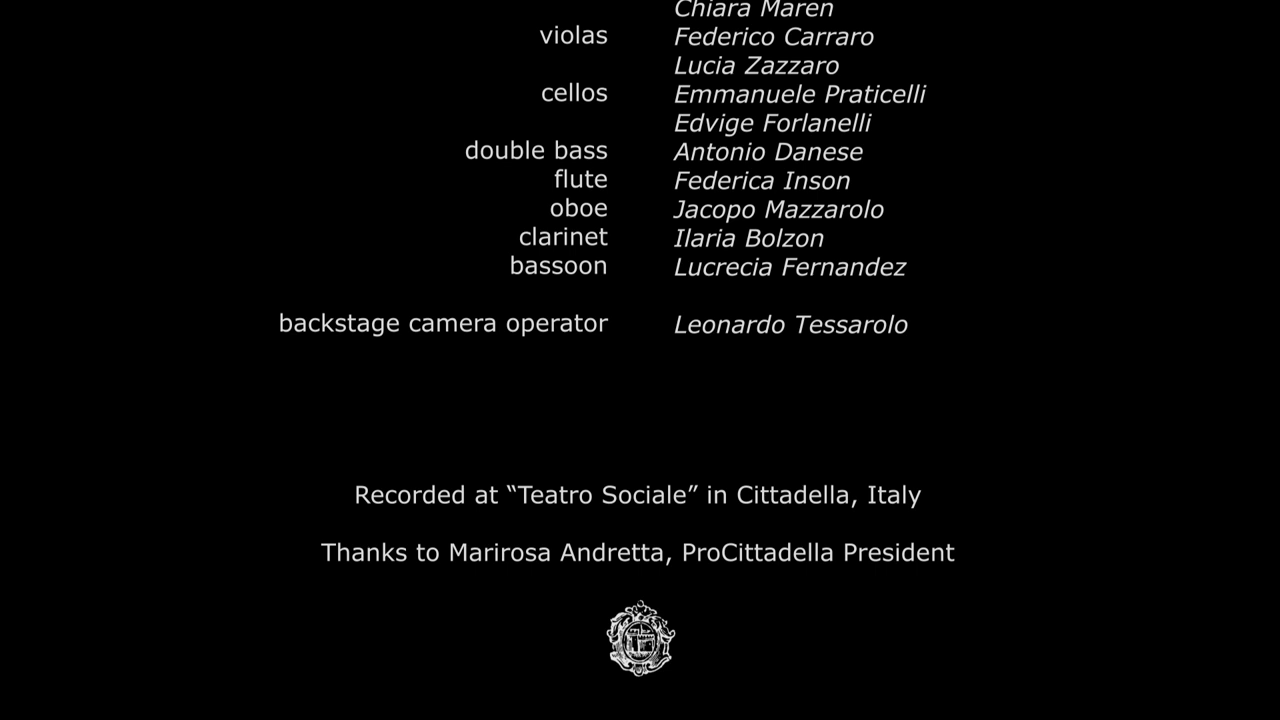 Chiara Maren
violas Federico Carraro
Lucia Zazzaro
cellos Emmanuele Praticelli
Edvige Forlanelli
double bass Antonio Danese
flute Federica Inson
oboe Jacopo Mazzarolo
clarinet Ilaria Bolzon
bassoon Lucrecia Fernandez
backstage camera operator Leonardo Tessarolo
Recorded at “Teatro Sociale” in Cittadella, Italy
Thanks to Marirosa Andretta, ProCittadella President